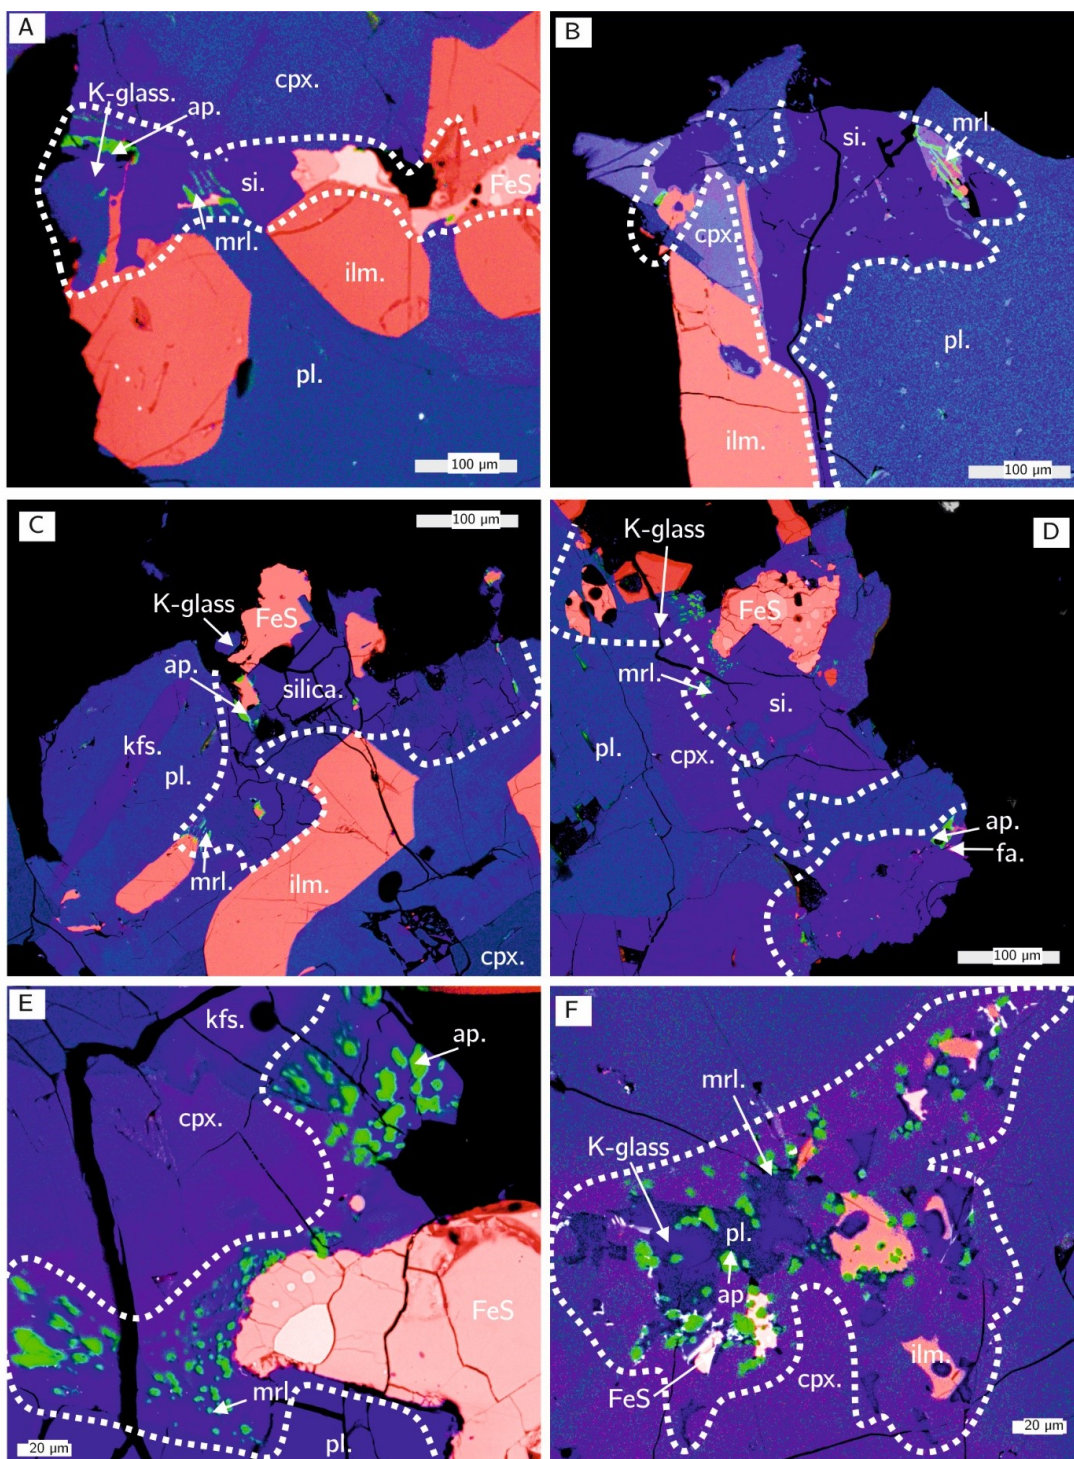 A
K-glass.
ap.
cpx.
si.
FeS
mrl.
ilm.
pl.
100 µm
B
si.
mrl.
cpx.
pl.
ilm.
100 µm
C
100 µm
K-glass
FeS
ap.
silica.
kfs.
pl.
mrl.
ilm.
cpx.
K-glass
D
FeS
mrl.
si.
pl.
cpx.
ap.
fa.
100 µm
E
kfs.
ap.
cpx.
FeS
mrl.
20 µm
pl.
F
mrl.
K-glass
pl.
ap.
ilm.
cpx.
FeS
20 µm